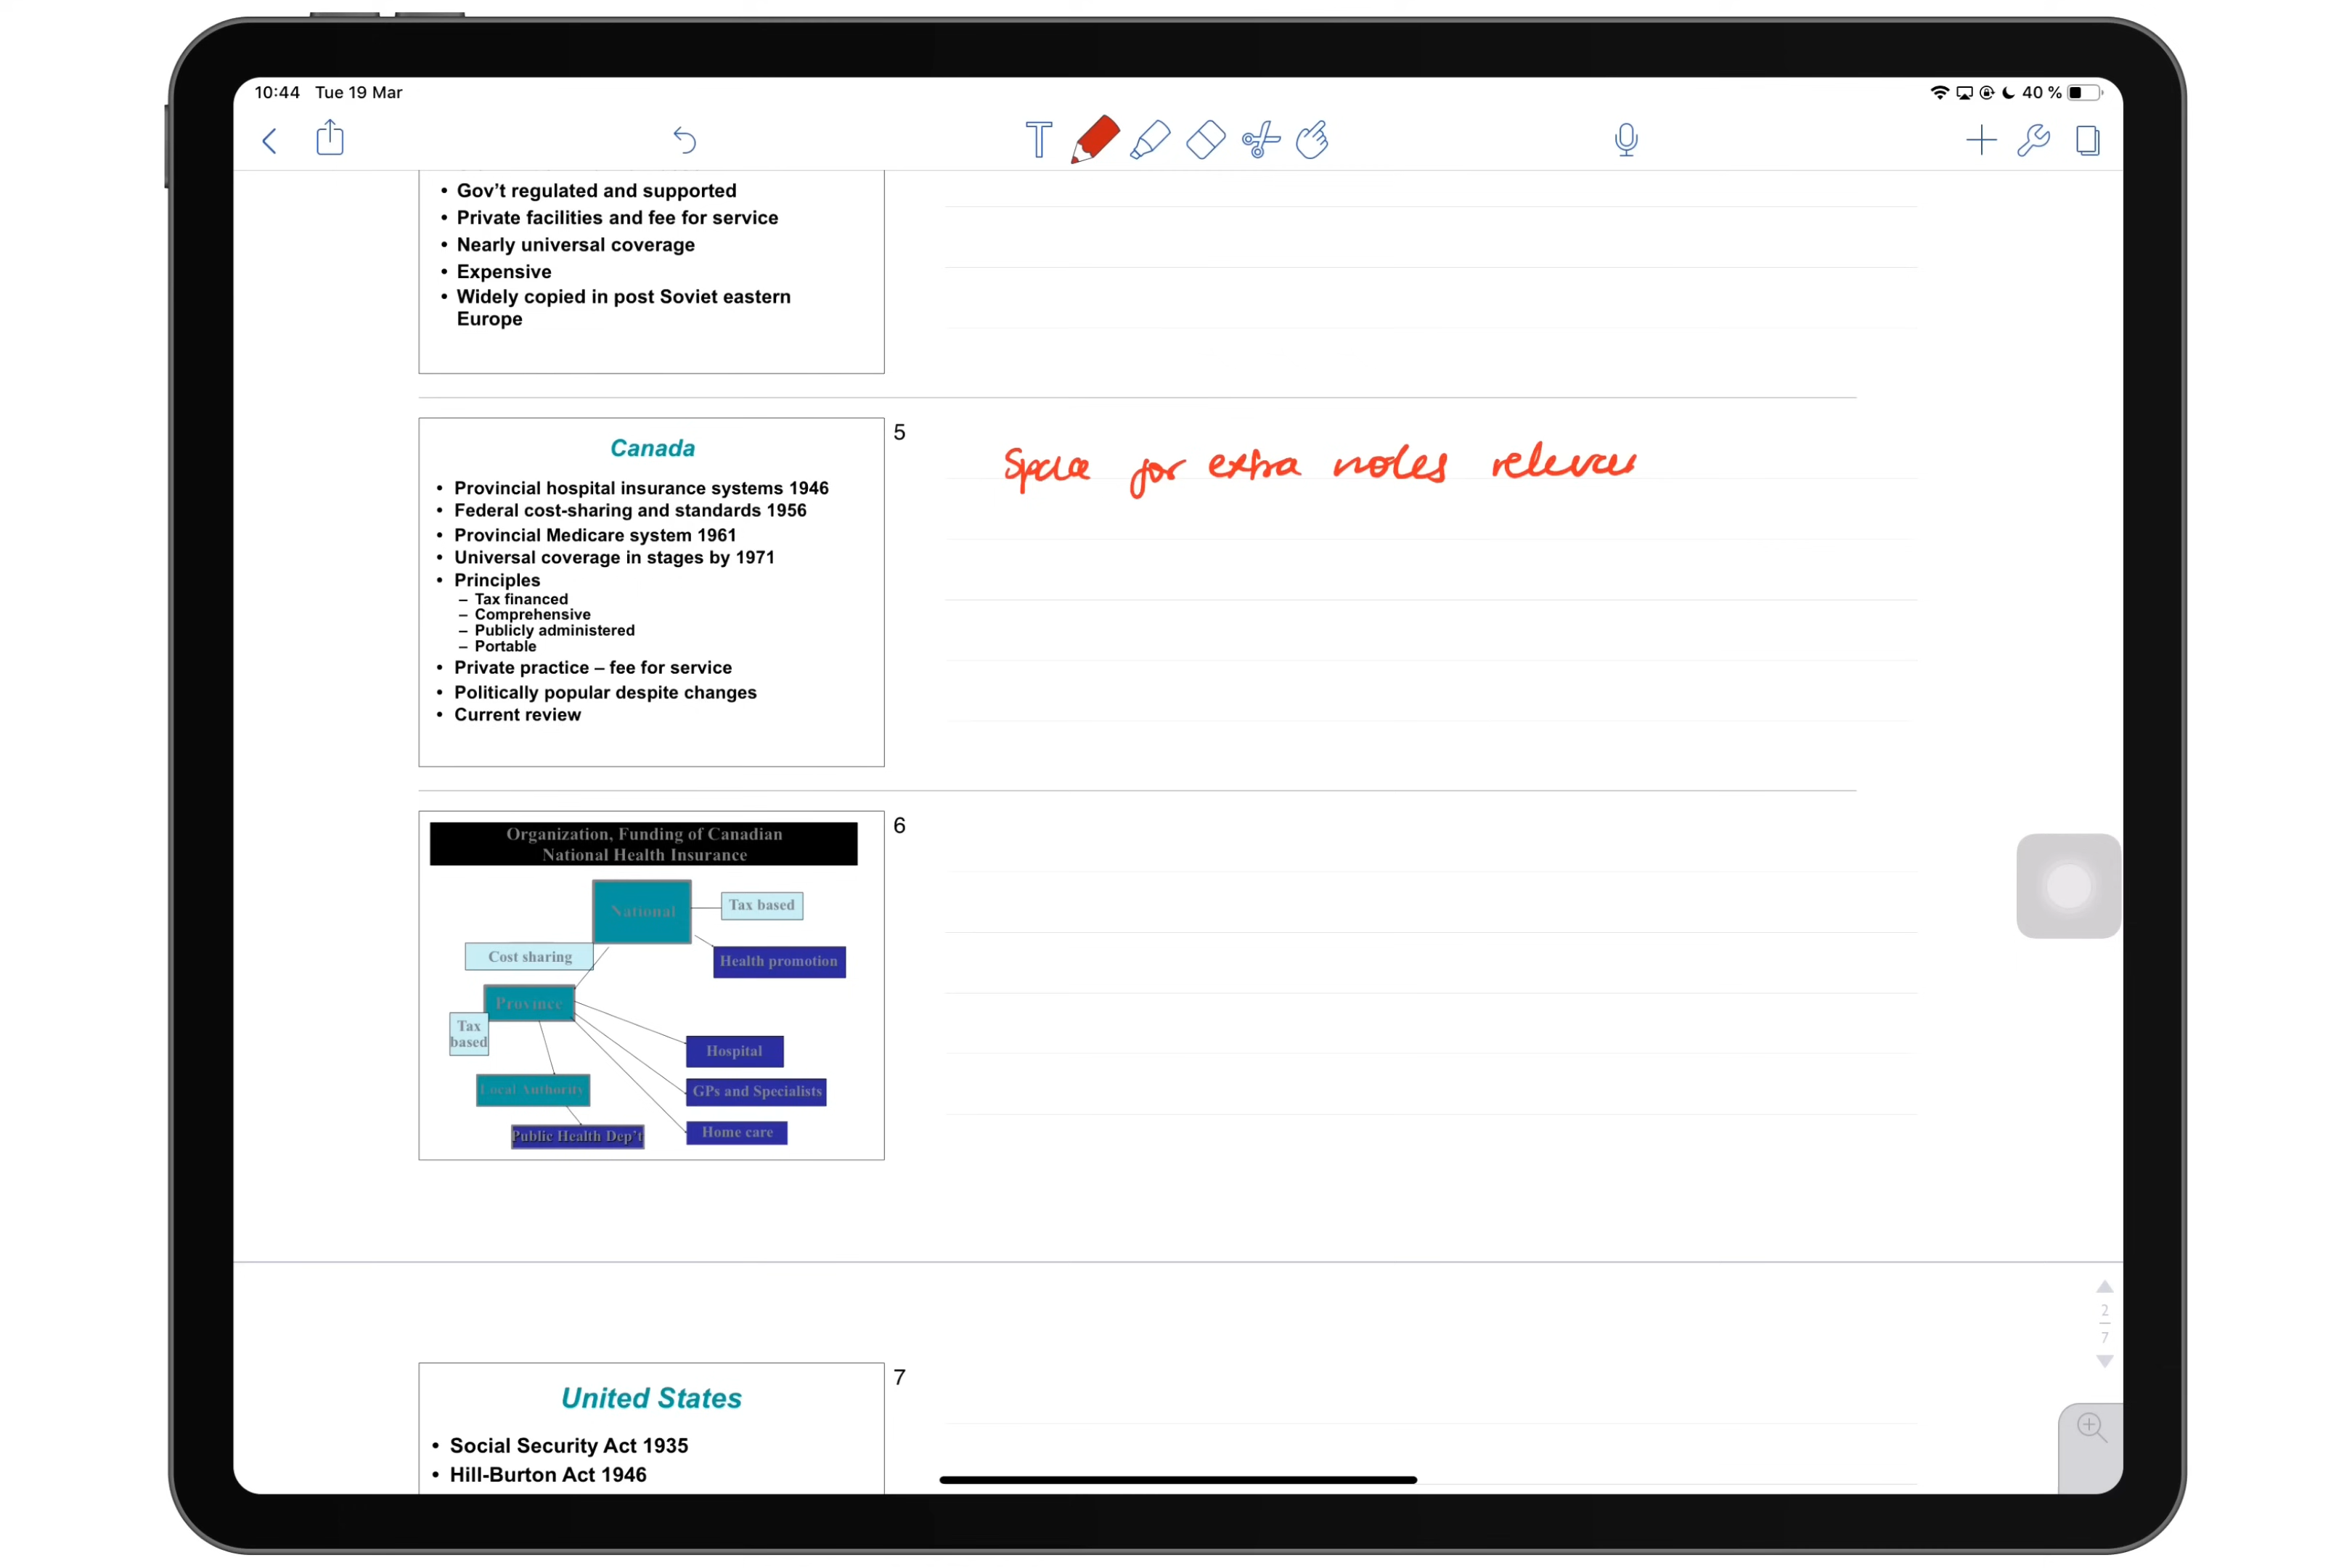 10:44 Tue 19 Mar
40 %
• Gov't regulated and supported
• Private facilities and fee for service
• Nearly universal coverage
• Expensive
• Widely copied in post Soviet eastern
Europe
5
Canada
• Provincial hospital insurance systems 1946
• Federal cost-sharing and standards 1956
• Provincial Medicare system 1961
• Universal coverage in stages by 1971
• Principles
– Tax financed
– Comprehensive
– Publicly administered
– Portable
• Private practice – fee for service
• Politically popular despite changes
• Current review
Space for extra notes relevan
6
Organization, Funding of Canadian
National Health Insurance
National
Tax based
Cost sharing
Health promotion
Province
Tax
based
Hospital
Local Authority
GPs and Specialists
Home care
Public Health Dep't
2
7
7
United States
• Social Security Act 1935
• Hill-Burton Act 1946